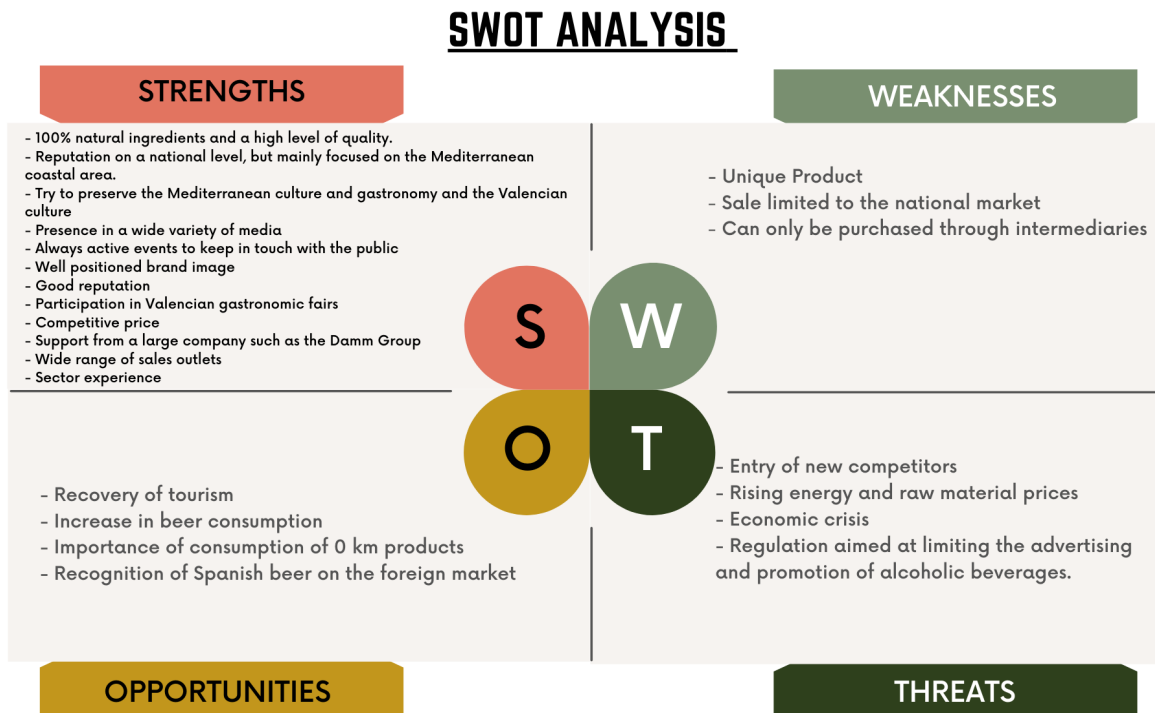 SWOT ANALYSIS
STRENGTHS
- 100% natural ingredients and a high level of quality.
- Reputation on a national level, but mainly focused on the Mediterranean
coastal area.
- Try to preserve the Mediterranean culture and gastronomy and the Valencian
culture
- Presence in a wide variety of media
- Always active events to keep in touch with the public
- Well positioned brand image
- Good reputation
- Participation in Valencian gastronomic fairs
- Competitive price
- Support from a large company such as the Damm Group
- Wide range of sales outlets
- Sector experience
WEAKNESSES
- Unique Product
- Sale limited to the national market
- Can only be purchased through intermediaries
S
W
O
T
- Recovery of tourism
- Increase in beer consumption
- Importance of consumption of 0 km products
- Recognition of Spanish beer on the foreign market
OPPORTUNITIES
- Entry of new competitors
- Rising energy and raw material prices
- Economic crisis
- Regulation aimed at limiting the advertising
and promotion of alcoholic beverages.
THREATS